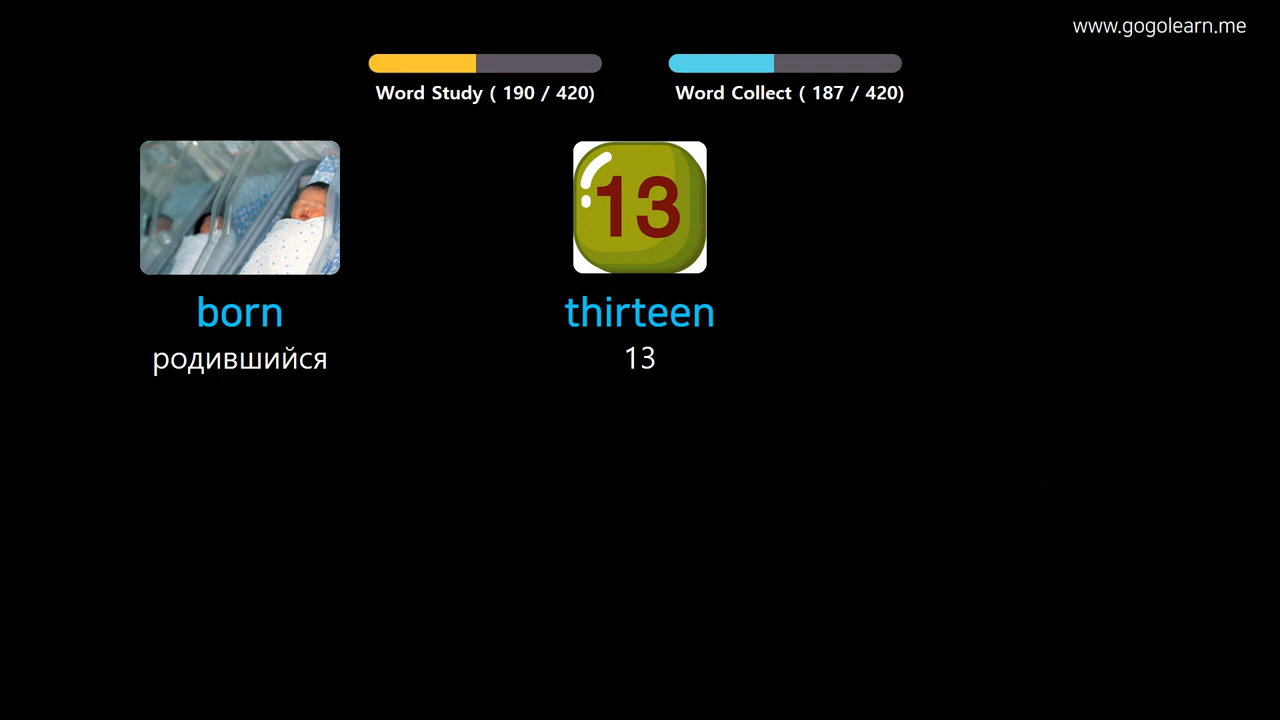 www.gogolearn.me
Word Study ( 190 / 420)
Word Collect ( 187 / 420)
13
born
thirteen
родившийся
13